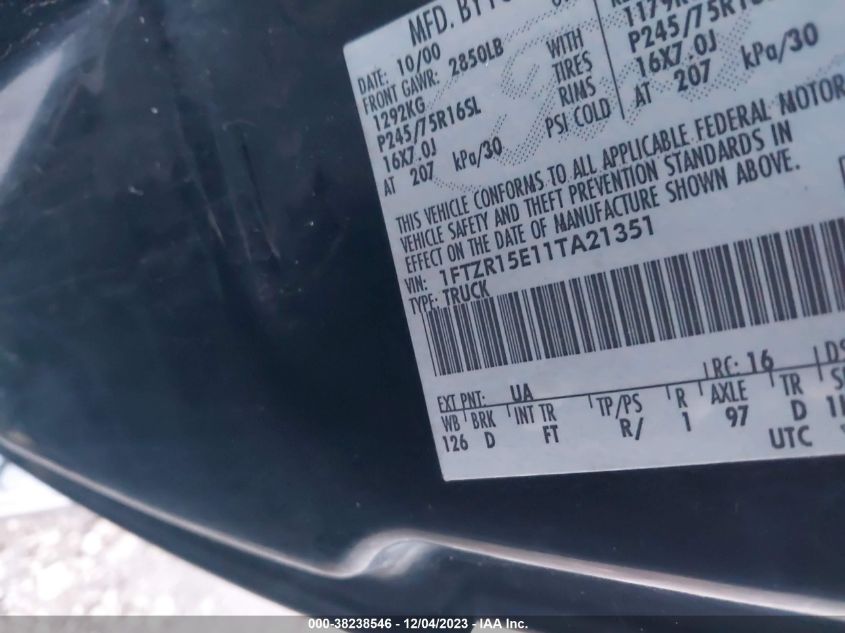 MFD. BY
DATE: 10/00
FRONT GAWR: 2850LB
1292KG
P245/75R16SL
16X7.0J
AT 207 kPa/30
WITH
TIRES
RIMS
PSI COLD
P245/75R16
16X7.0J
AT 207 kPa/30
THIS VEHICLE CONFORMS TO ALL APPLICABLE FEDERAL MOTOR
VEHICLE SAFETY AND THEFT PREVENTION STANDARDS IN
EFFECT ON THE DATE OF MANUFACTURE SHOWN ABOVE.
VIN: 1FTZR15E11TA21351
TYPE: TRUCK
EXT PNT: UA RC: 16
WB BRK INT TR TP/PS R AXLE TR
126 D FT R/ 1 97 D
UTC
000-38238546 - 12/04/2023 - IAA, Inc.